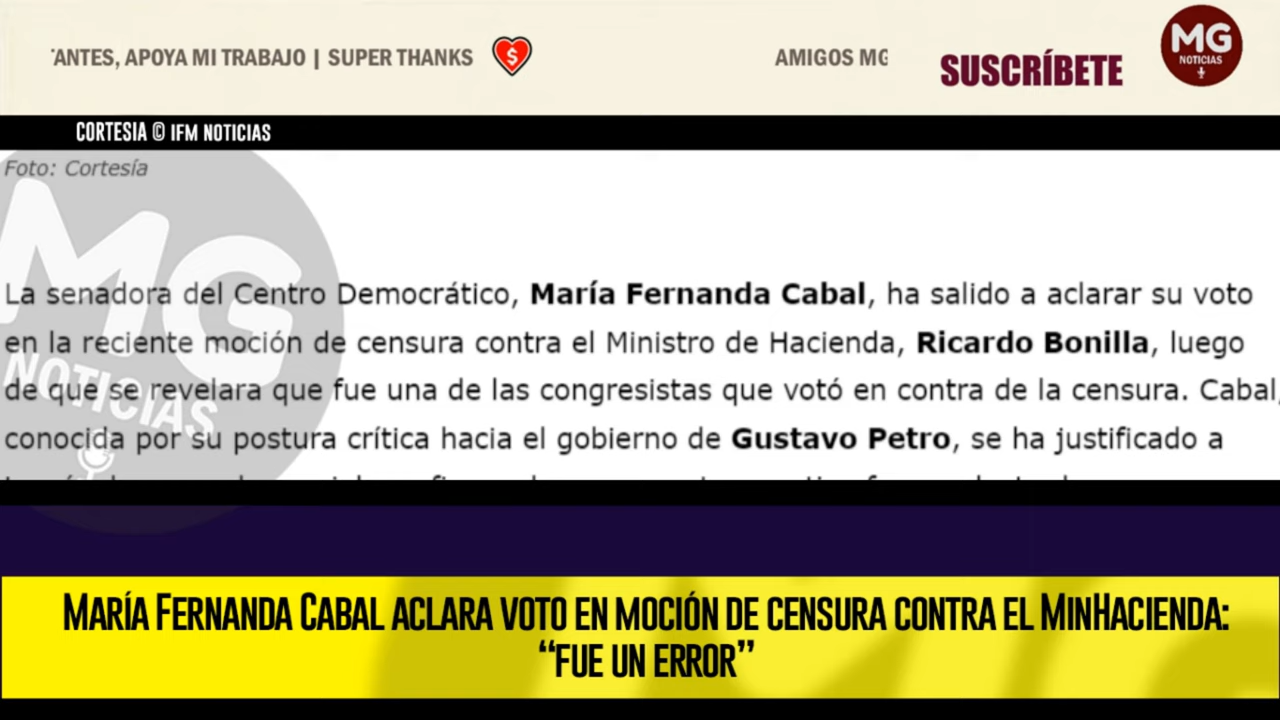 ANTES, APOYA MI TRABAJO | SUPER THANKS
AMIGOS MG
SUSCRÍBETE
MG
NOTICIAS
CORTESIA © IFM NOTICIAS
Foto: Cortesía
MG
NOTICIAS
La senadora del Centro Democrático, María Fernanda Cabal, ha salido a aclarar su voto
en la reciente moción de censura contra el Ministro de Hacienda, Ricardo Bonilla, luego
de que se revelara que fue una de las congresistas que votó en contra de la censura. Cabal,
conocida por su postura crítica hacia el gobierno de Gustavo Petro, se ha justificado a
MARÍA FERNANDA CABAL ACLARA VOTO EN MOCIÓN DE CENSURA CONTRA EL MINHACIENDA:
“FUE UN ERROR”